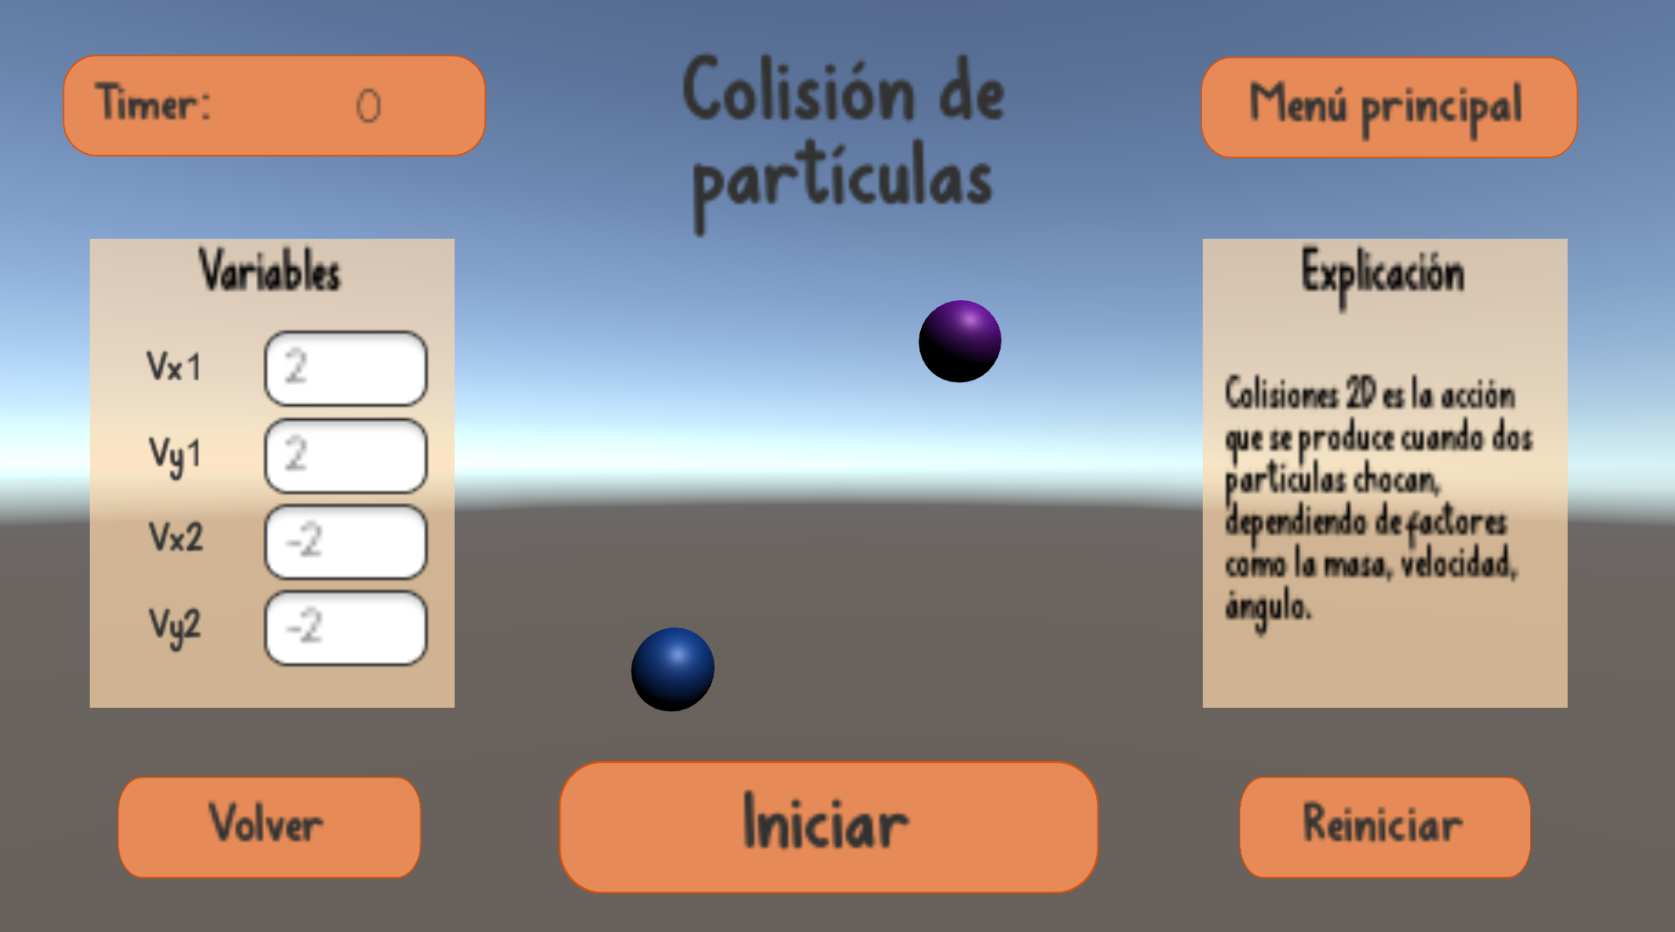 Timer: 0
Colisión de
partículas
Menú principal
Variables
Vx1 2
Vy1 2
Vx2 -2
Vy2 -2
Explicación
Colisiones 2D es la acción
que se produce cuando dos
partículas chocan,
dependiendo de factores
como la masa, velocidad,
ángulo.
Volver
Iniciar
Reiniciar